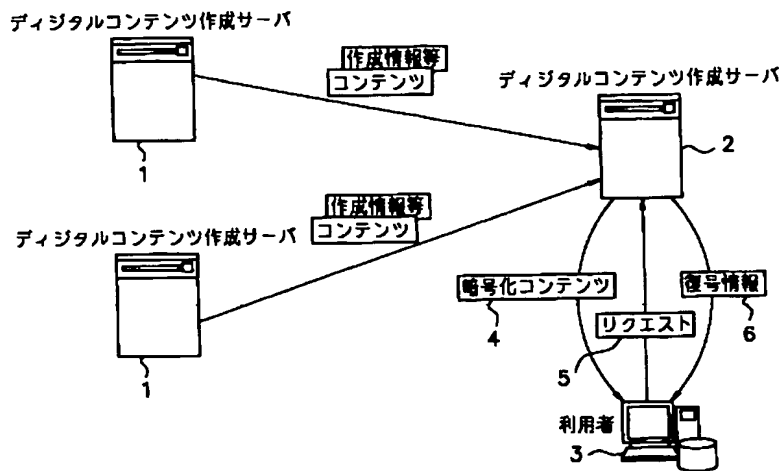 ディジタルコンテンツ作成サーバ
作成情報等
コンテンツ
1
ディジタルコンテンツ作成サーバ
2
ディジタルコンテンツ作成サーバ
作成情報等
コンテンツ
1
暗号化コンテンツ
4
リクエスト
5
復号情報
6
利用者
3